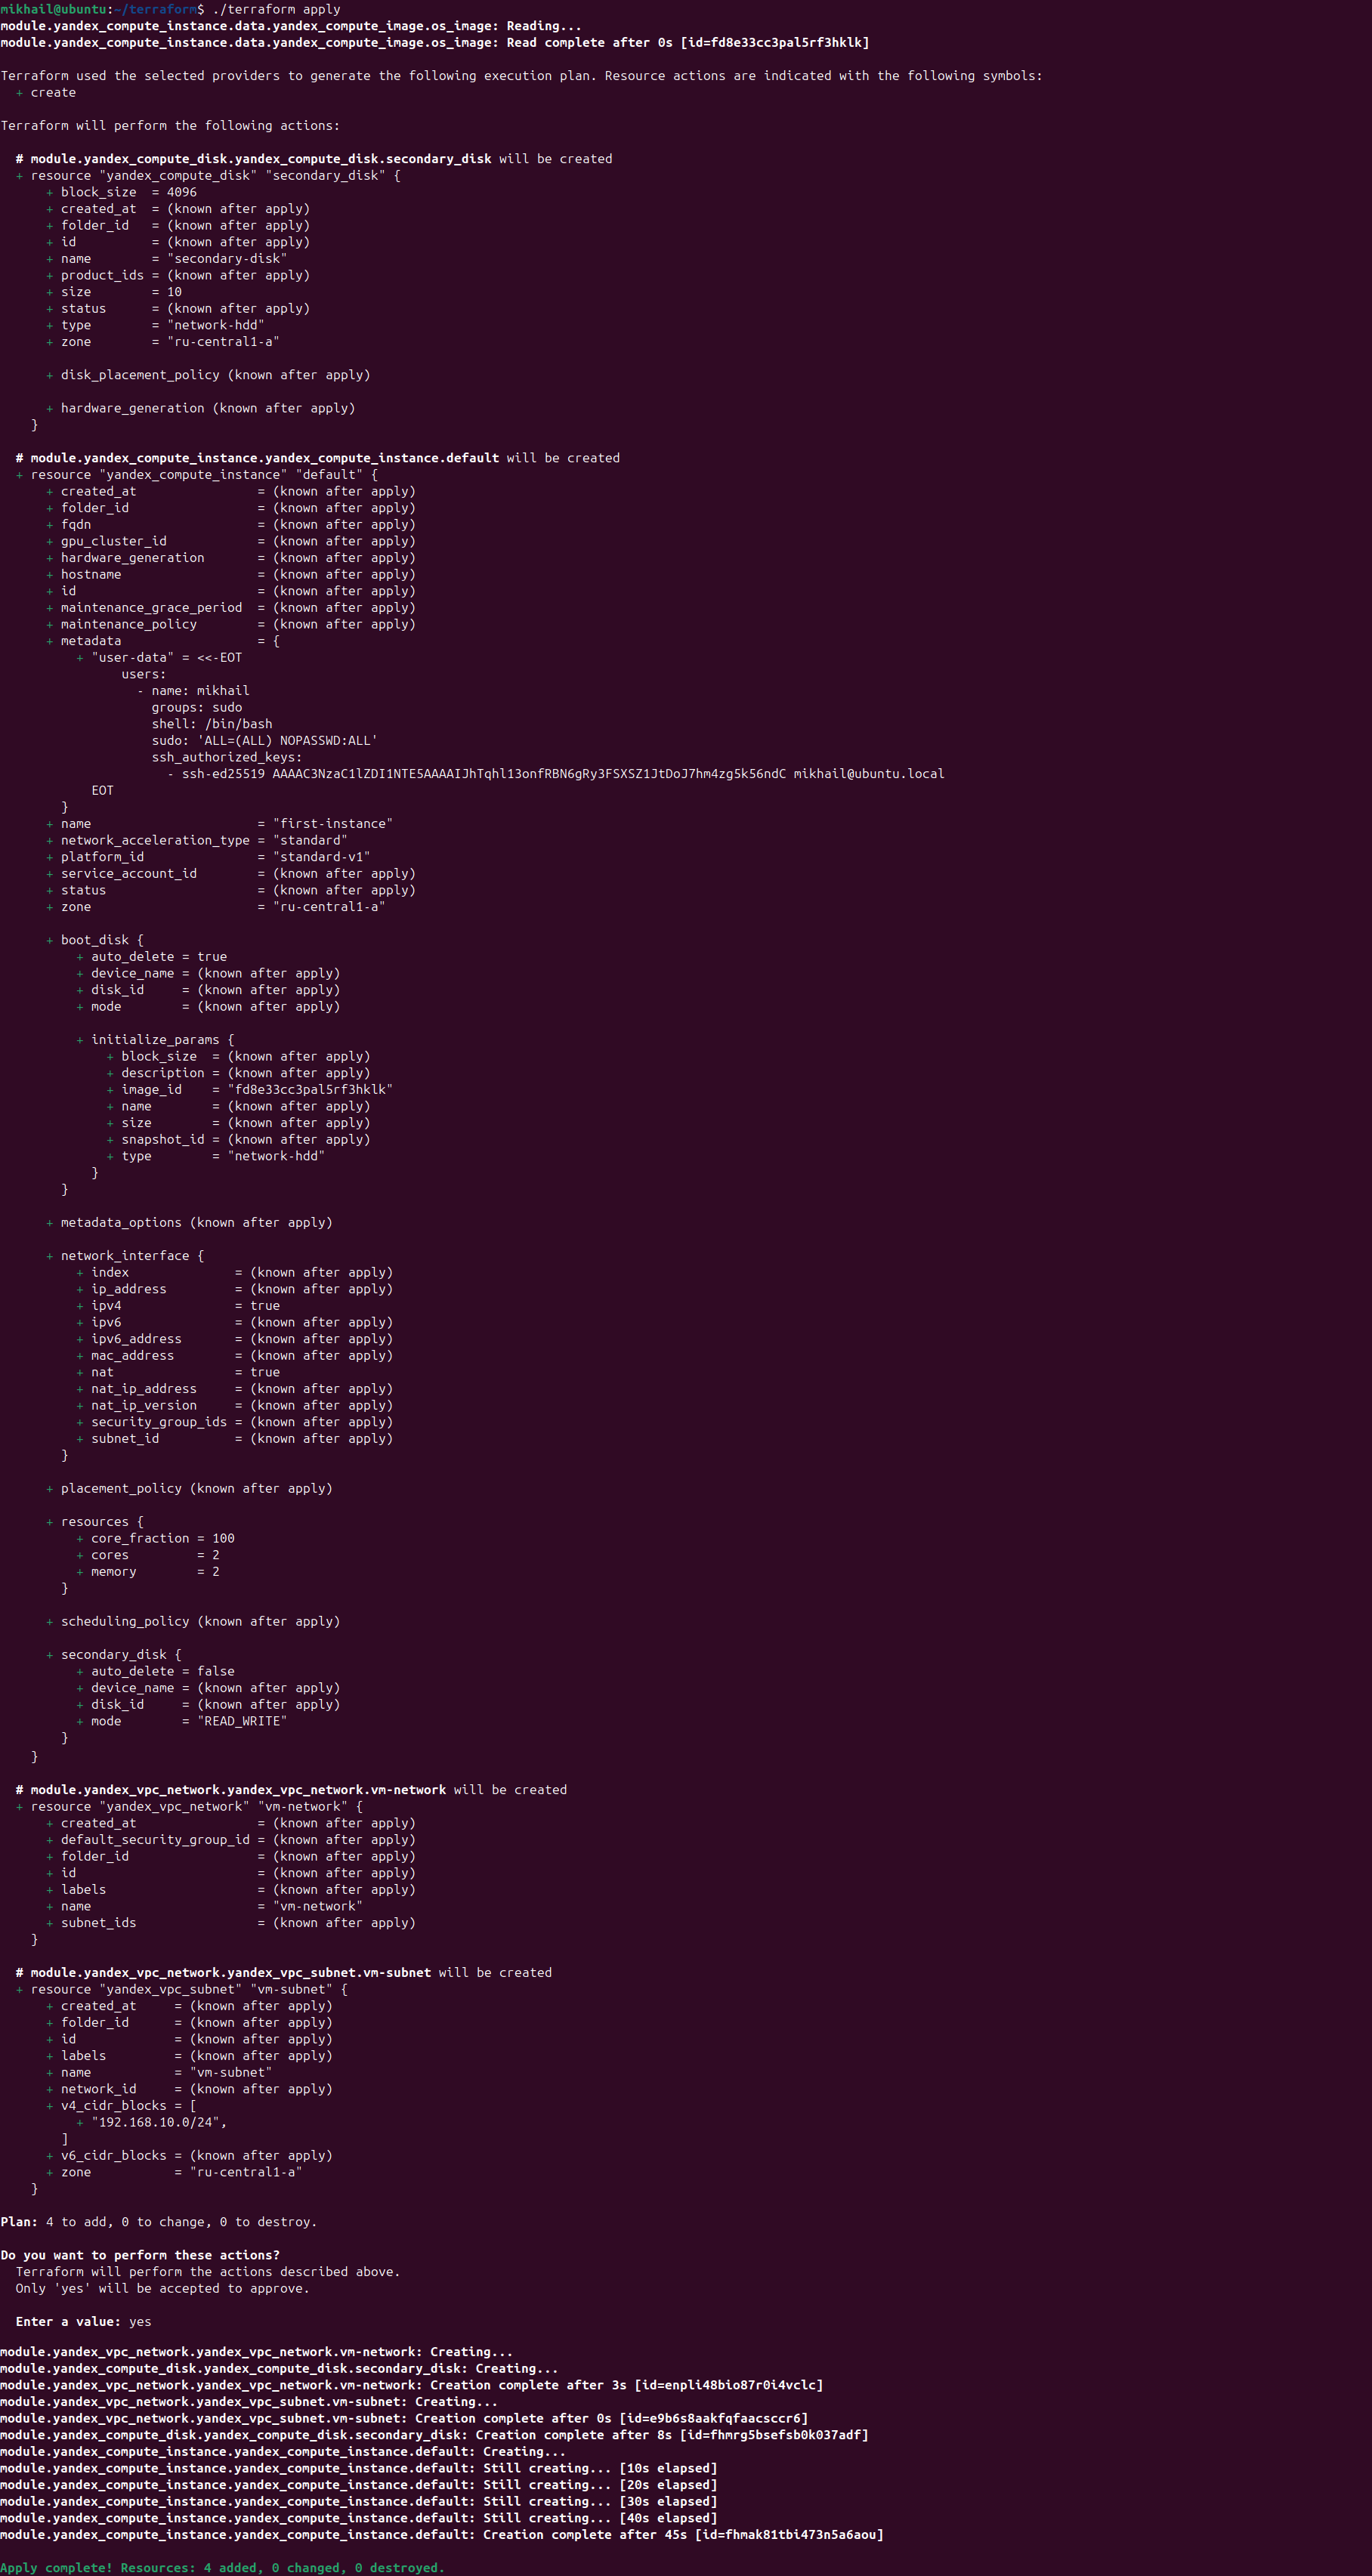 mikhail@ubuntu:~/terraform$ ./terraform apply
module.yandex_compute_instance.data.yandex_compute_image.os_image: Reading...
module.yandex_compute_instance.data.yandex_compute_image.os_image: Read complete after 0s [id=fd8e33cc3pal5rf3hklk]

Terraform used the selected providers to generate the following execution plan. Resource actions are indicated with the following symbols:
  + create

Terraform will perform the following actions:

  # module.yandex_compute_disk.yandex_compute_disk.secondary_disk will be created
  + resource "yandex_compute_disk" "secondary_disk" {
      + block_size  = 4096
      + created_at  = (known after apply)
      + folder_id   = (known after apply)
      + id          = (known after apply)
      + name        = "secondary-disk"
      + product_ids = (known after apply)
      + size        = 10
      + status      = (known after apply)
      + type        = "network-hdd"
      + zone        = "ru-central1-a"

      + disk_placement_policy (known after apply)

      + hardware_generation (known after apply)
    }

  # module.yandex_compute_instance.yandex_compute_instance.default will be created
  + resource "yandex_compute_instance" "default" {
      + created_at                = (known after apply)
      + folder_id                 = (known after apply)
      + fqdn                      = (known after apply)
      + gpu_cluster_id            = (known after apply)
      + hardware_generation       = (known after apply)
      + hostname                  = (known after apply)
      + id                        = (known after apply)
      + maintenance_grace_period  = (known after apply)
      + maintenance_policy        = (known after apply)
      + metadata                  = {
          + "user-data" = <<-EOT
                users:
                  - name: mikhail
                    groups: sudo
                    shell: /bin/bash
                    sudo: 'ALL=(ALL) NOPASSWD:ALL'
                    ssh_authorized_keys:
                      - ssh-ed25519 AAAAC3NzaC1lZDI1NTE5AAAAIJhTqhl13onfRBN6gRy3FSXSZ1JtDoJ7hm4zg5k56ndC mikhail@ubuntu.local
            EOT
        }
      + name                      = "first-instance"
      + network_acceleration_type = "standard"
      + platform_id               = "standard-v1"
      + service_account_id        = (known after apply)
      + status                    = (known after apply)
      + zone                      = "ru-central1-a"

      + boot_disk {
          + auto_delete = true
          + device_name = (known after apply)
          + disk_id     = (known after apply)
          + mode        = (known after apply)

          + initialize_params {
              + block_size  = (known after apply)
              + description = (known after apply)
              + image_id    = "fd8e33cc3pal5rf3hklk"
              + name        = (known after apply)
              + size        = (known after apply)
              + snapshot_id = (known after apply)
              + type        = "network-hdd"
            }
        }

      + metadata_options (known after apply)

      + network_interface {
          + index              = (known after apply)
          + ip_address         = (known after apply)
          + ipv4               = true
          + ipv6               = (known after apply)
          + ipv6_address       = (known after apply)
          + mac_address        = (known after apply)
          + nat                = true
          + nat_ip_address     = (known after apply)
          + nat_ip_version     = (known after apply)
          + security_group_ids = (known after apply)
          + subnet_id          = (known after apply)
        }

      + placement_policy (known after apply)

      + resources {
          + core_fraction = 100
          + cores         = 2
          + memory        = 2
        }

      + scheduling_policy (known after apply)

      + secondary_disk {
          + auto_delete = false
          + device_name = (known after apply)
          + disk_id     = (known after apply)
          + mode        = "READ_WRITE"
        }
    }

  # module.yandex_vpc_network.yandex_vpc_network.vm-network will be created
  + resource "yandex_vpc_network" "vm-network" {
      + created_at                = (known after apply)
      + default_security_group_id = (known after apply)
      + folder_id                 = (known after apply)
      + id                        = (known after apply)
      + labels                    = (known after apply)
      + name                      = "vm-network"
      + subnet_ids                = (known after apply)
    }

  # module.yandex_vpc_network.yandex_vpc_subnet.vm-subnet will be created
  + resource "yandex_vpc_subnet" "vm-subnet" {
      + created_at     = (known after apply)
      + folder_id      = (known after apply)
      + id             = (known after apply)
      + labels         = (known after apply)
      + name           = "vm-subnet"
      + network_id     = (known after apply)
      + v4_cidr_blocks = [
          + "192.168.10.0/24",
        ]
      + v6_cidr_blocks = (known after apply)
      + zone           = "ru-central1-a"
    }

Plan: 4 to add, 0 to change, 0 to destroy.

Do you want to perform these actions?
  Terraform will perform the actions described above.
  Only 'yes' will be accepted to approve.

  Enter a value: yes

module.yandex_vpc_network.yandex_vpc_network.vm-network: Creating...
module.yandex_compute_disk.yandex_compute_disk.secondary_disk: Creating...
module.yandex_vpc_network.yandex_vpc_network.vm-network: Creation complete after 3s [id=enpli48bio87r0i4vclc]
module.yandex_vpc_network.yandex_vpc_subnet.vm-subnet: Creating...
module.yandex_vpc_network.yandex_vpc_subnet.vm-subnet: Creation complete after 0s [id=e9b6s8aakfqfaacsccr6]
module.yandex_compute_disk.yandex_compute_disk.secondary_disk: Creation complete after 8s [id=fhmrg5bsefsb0k037adf]
module.yandex_compute_instance.yandex_compute_instance.default: Creating...
module.yandex_compute_instance.yandex_compute_instance.default: Still creating... [10s elapsed]
module.yandex_compute_instance.yandex_compute_instance.default: Still creating... [20s elapsed]
module.yandex_compute_instance.yandex_compute_instance.default: Still creating... [30s elapsed]
module.yandex_compute_instance.yandex_compute_instance.default: Still creating... [40s elapsed]
module.yandex_compute_instance.yandex_compute_instance.default: Creation complete after 45s [id=fhmak81tbi473n5a6aou]

Apply complete! Resources: 4 added, 0 changed, 0 destroyed.